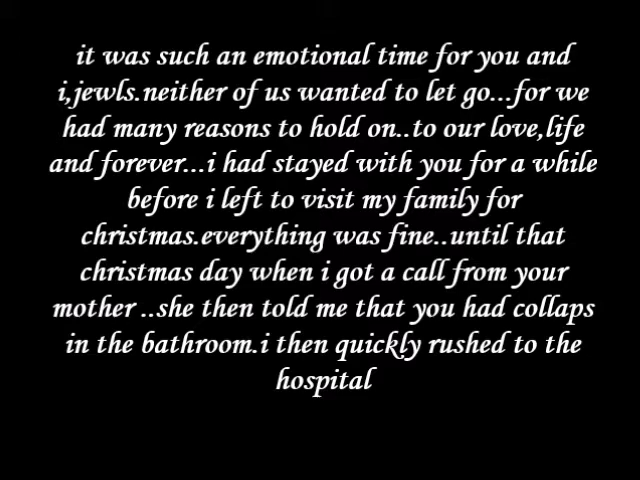 it was such an emotional time for you and
i,jewls.neither of us wanted to let go...for we
had many reasons to hold on..to our love,life
and forever...i had stayed with you for a while
before i left to visit my family for
christmas.everything was fine..until that
christmas day when i got a call from your
mother ..she then told me that you had collaps
in the bathroom.i then quickly rushed to the
hospital